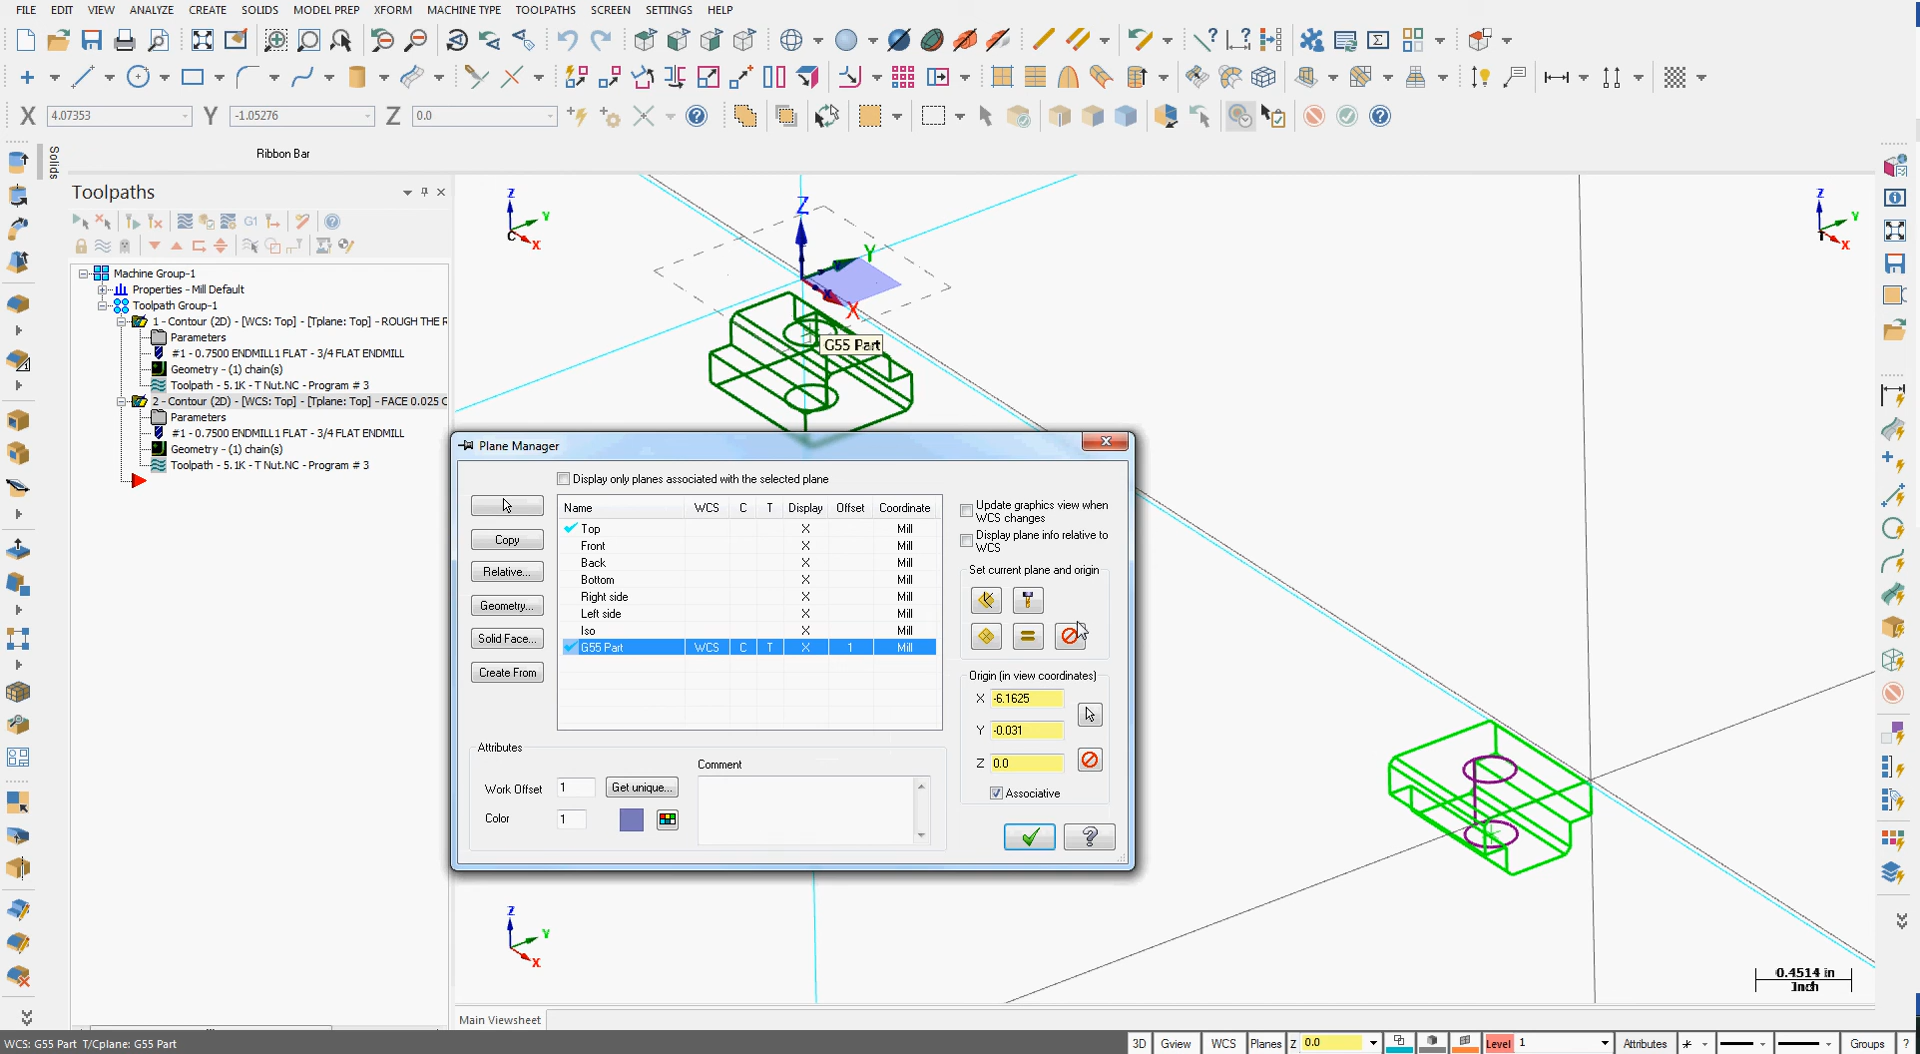 FILE EDIT VIEW ANALYZE CREATE SOLIDS MODEL PREP XFORM MACHINE TYPE TOOLPATHS SCREEN SETTINGS HELP
X 4.07353 Y -1.05276 Z 0.0
Ribbon Bar
Solids
Toolpaths
G1
Machine Group-1
Properties - Mill Default
Toolpath Group-1
1 - Contour (2D) - [WCS: Top] - [Tplane: Top] - ROUGH THE R
Parameters
#1 - 0.7500 ENDMILL1 FLAT - 3/4 FLAT ENDMILL
Geometry - (1) chain(s)
Toolpath - 5.1K - T Nut.NC - Program # 3
2 - Contour (2D) - [WCS: Top] - [Tplane: Top] - FACE 0.025 C
Parameters
#1 - 0.7500 ENDMILL1 FLAT - 3/4 FLAT ENDMILL
Geometry - (1) chain(s)
Toolpath - 5.1K - T Nut.NC - Program # 3
Z Y C X
Z Y X
Z Y T X
G55 Part
Plane Manager
Display only planes associated with the selected plane
Copy
Relative...
Geometry...
Solid Face...
Create From
Name WCS C T Display Offset Coordinate
Top X Mill
Front X Mill
Back X Mill
Bottom X Mill
Right side X Mill
Left side X Mill
Iso X Mill
G55 Part WCS C T X 1 Mill
Update graphics view when
WCS changes
Display plane info relative to
WCS
Set current plane and origin
Origin (in view coordinates)
X -6.1625
Y -0.031
Z 0.0
Associative
Attributes
Work Offset 1 Get unique...
Color 1
Comment
Z Y X
0.4514 in
Inch
Main Viewsheet
WCS: G55 Part T/Cplane: G55 Part
3D Gview WCS Planes Z 0.0 Level 1 Attributes Groups ?